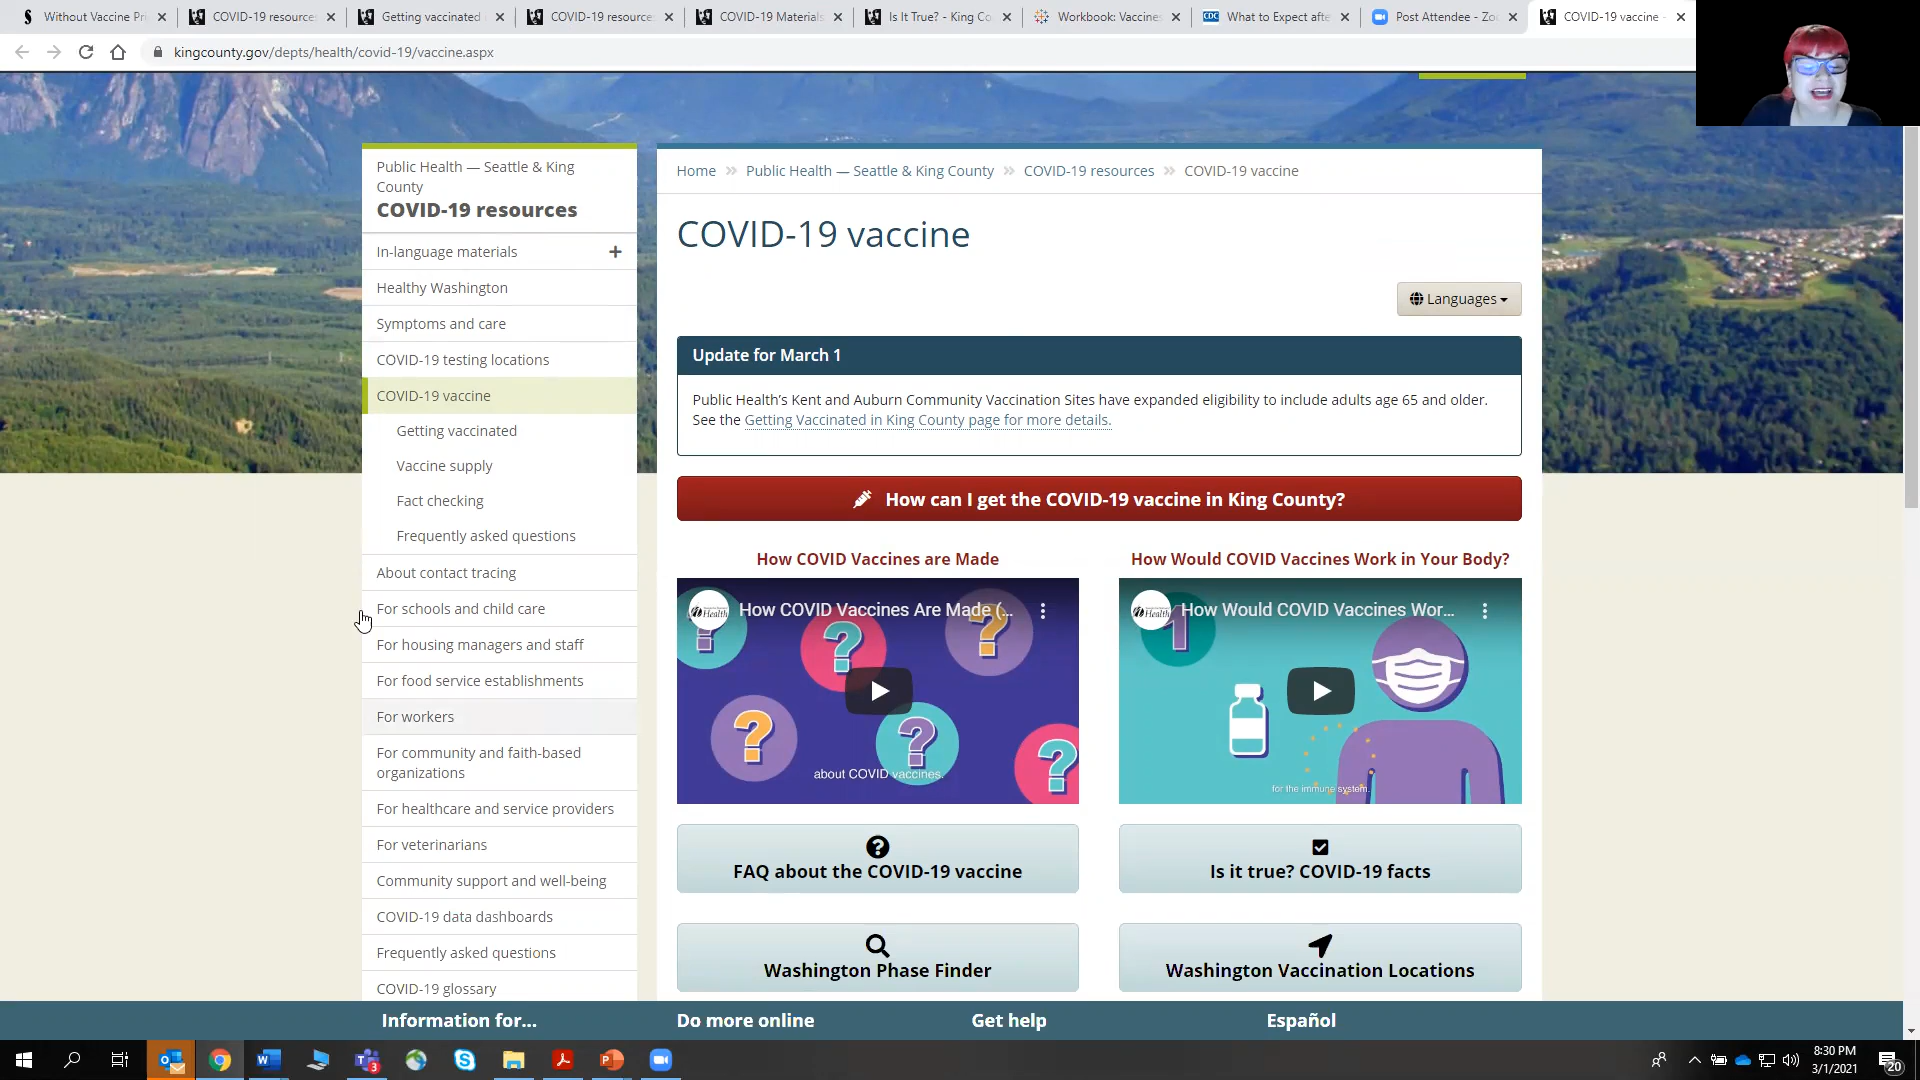 Without Vaccine Pri
COVID-19 resource
Getting vaccinated
COVID-19 resource
COVID-19 Materials
Is It True? - King Co
Workbook: Vaccines
CDC
What to Expect afte
Post Attendee - Zoo
COVID-19 vaccine -
kingcounty.gov/depts/health/covid-19/vaccine.aspx
Public Health — Seattle & King
County
COVID-19 resources
In-language materials
Healthy Washington
Symptoms and care
COVID-19 testing locations
COVID-19 vaccine
Getting vaccinated
Vaccine supply
Fact checking
Frequently asked questions
About contact tracing
For schools and child care
For housing managers and staff
For food service establishments
For workers
For community and faith-based
organizations
For healthcare and service providers
For veterinarians
Community support and well-being
COVID-19 data dashboards
Frequently asked questions
COVID-19 glossary
Home » Public Health — Seattle & King County » COVID-19 resources » COVID-19 vaccine
COVID-19 vaccine
Languages
Update for March 1
Public Health's Kent and Auburn Community Vaccination Sites have expanded eligibility to include adults age 65 and older.
See the Getting Vaccinated in King County page for more details.
How can I get the COVID-19 vaccine in King County?
How COVID Vaccines are Made
How COVID Vaccines Are Made (...
about COVID vaccines.
How Would COVID Vaccines Work in Your Body?
How Would COVID Vaccines Wor...
for the immune system.
FAQ about the COVID-19 vaccine
Is it true? COVID-19 facts
Washington Phase Finder
Washington Vaccination Locations
Information for...
Do more online
Get help
Español
8:30 PM
3/1/2021
20